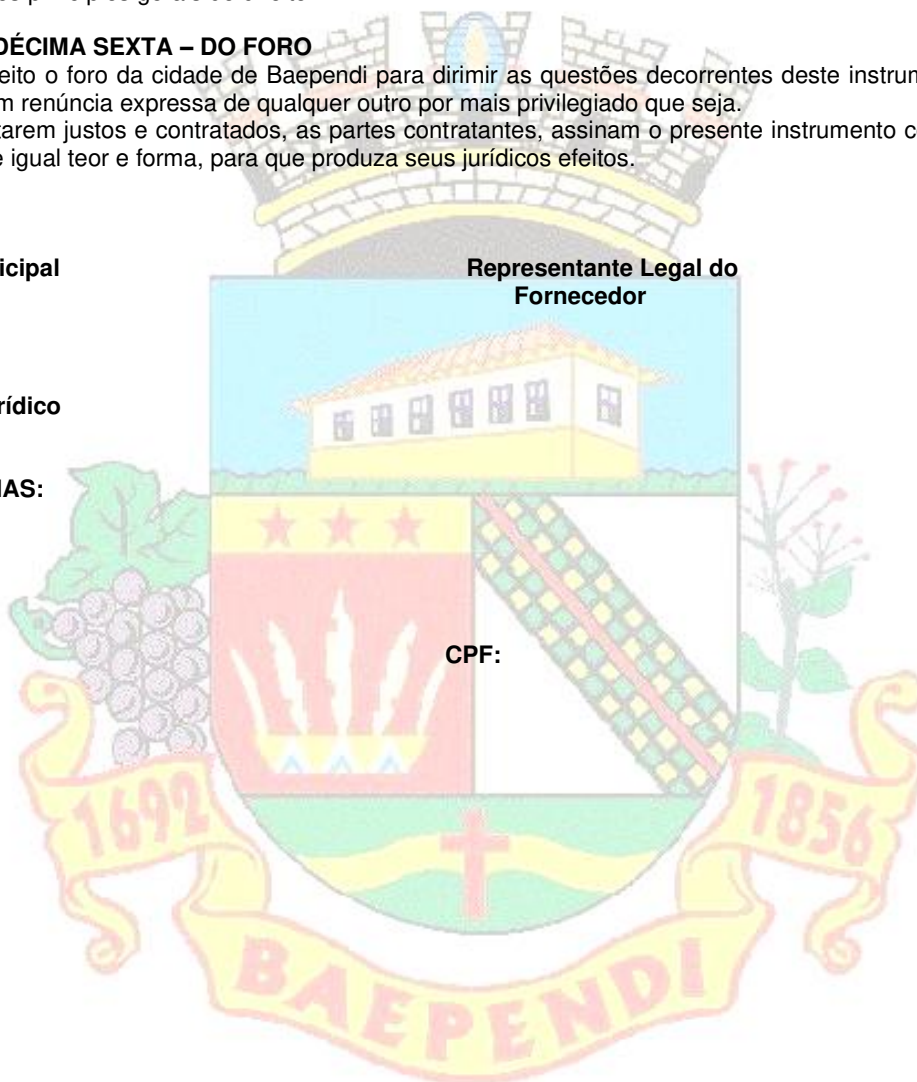 DÉCIMA SEXTA – DO FORO
eito o foro da cidade de Baependi para dirimir as questões decorrentes deste instrum
m renúncia expressa de qualquer outro por mais privilegiado que seja.
tarem justos e contratados, as partes contratantes, assinam o presente instrumento c
e igual teor e forma, para que produza seus jurídicos efeitos.
icipal
Representante Legal do
Fornecedor
rídico
HAS:
CPF:
1692
1856
BAEPENDI